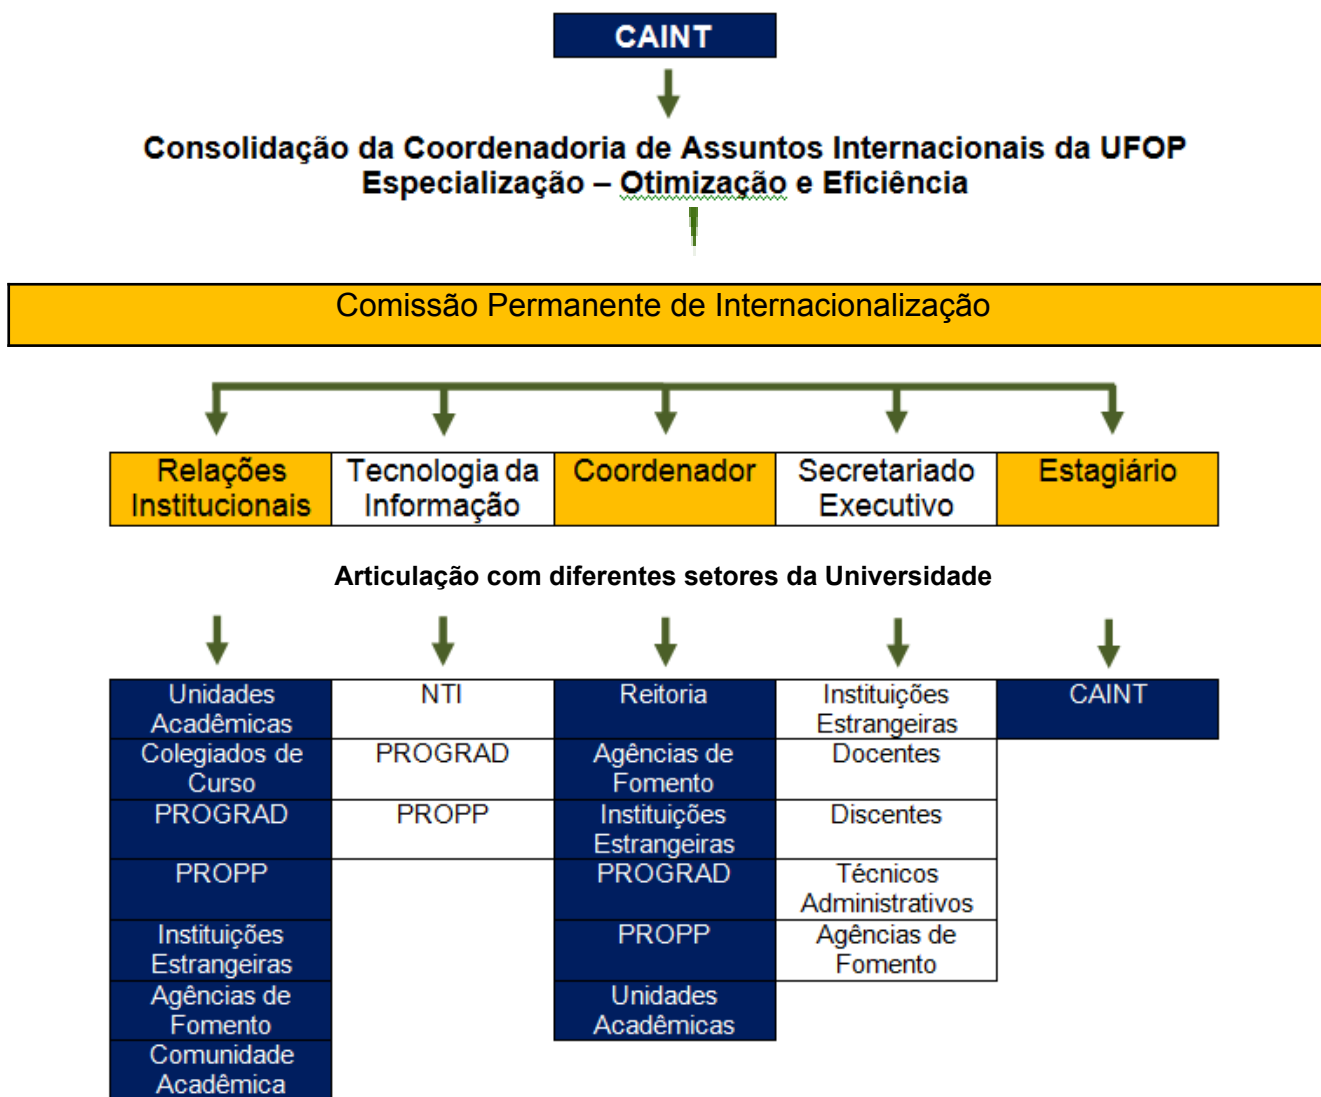 CAINT
Consolidação da Coordenadoria de Assuntos Internacionais da UFOP
Especialização – Otimização e Eficiência
Comissão Permanente de Internacionalização
Relações
Institucionais
Tecnologia da
Informação
Coordenador
Secretariado
Executivo
Estagiário
Articulação com diferentes setores da Universidade
Unidades
Acadêmicas
NTI
Reitoria
Instituições
Estrangeiras
CAINT
Colegiados de
Curso
PROGRAD
Agências de
Fomento
Docentes
PROGRAD
PROPP
Instituições
Estrangeiras
Discentes
PROPP
PROGRAD
Técnicos
Administrativos
Instituições
Estrangeiras
PROPP
Agências de
Fomento
Agências de
Fomento
Unidades
Acadêmicas
Comunidade
Acadêmica